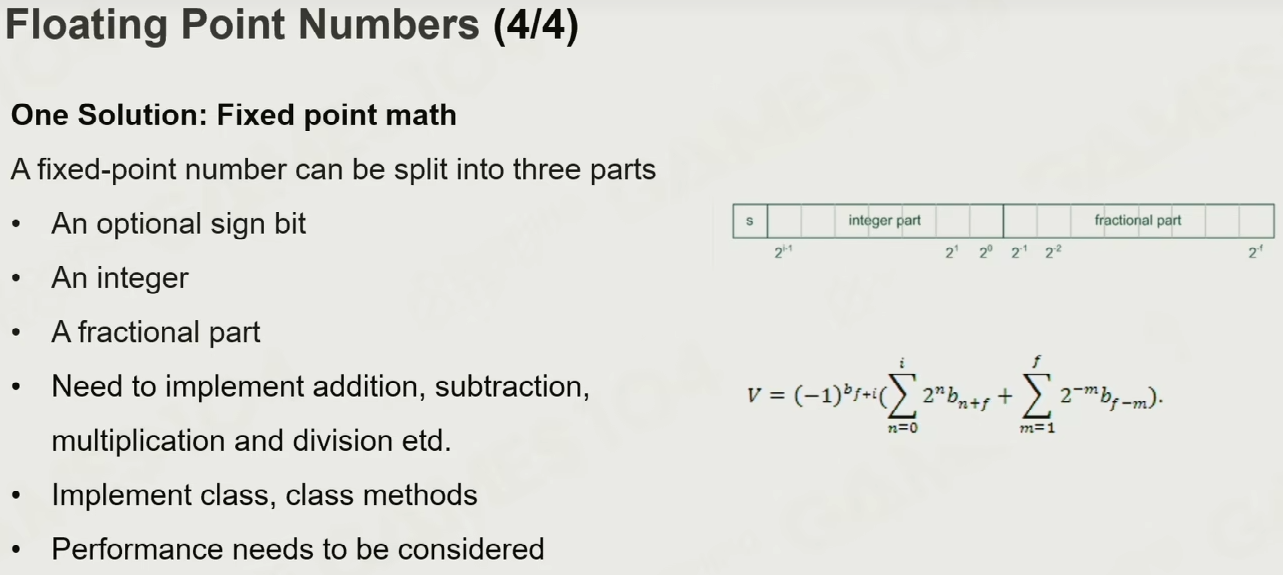 Floating Point Numbers (4/4)
One Solution: Fixed point math
A fixed-point number can be split into three parts
• An optional sign bit
• An integer
• A fractional part
• Need to implement addition, subtraction,
multiplication and division etd.
• Implement class, class methods
• Performance needs to be considered
s integer part fractional part
2^{i-1} 2^1 2^0 2^{-1} 2^{-2} 2^{-f}
V = (-1)^{b_{f+i}}(\sum_{n=0}^{i} 2^n b_{n+f} + \sum_{m=1}^{f} 2^{-m} b_{f-m}).
GAMES104